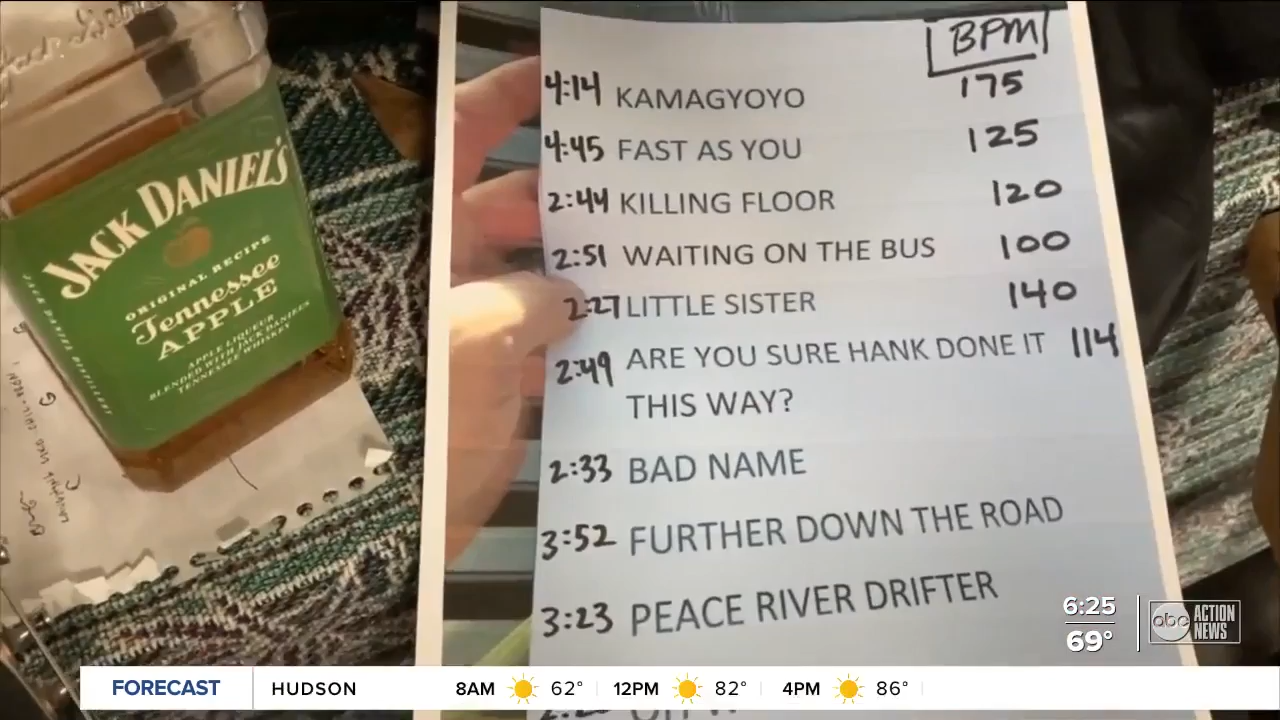 JACK DANIEL'S
ORIGINAL RECIPE
Tennessee
APPLE
APPLE LIQUEUR
BLENDED WITH JACK DANIEL'S
TENNESSEE WHISKEY
JACK DANIEL DISTILLERY
BPM
4:14 KAMAGYOYO 175
4:45 FAST AS YOU 125
2:44 KILLING FLOOR 120
2:51 WAITING ON THE BUS 100
2:27 LITTLE SISTER 140
2:49 ARE YOU SURE HANK DONE IT 114
THIS WAY?
2:33 BAD NAME
3:52 FURTHER DOWN THE ROAD
3:23 PEACE RIVER DRIFTER
6:25
69°
abc ACTION NEWS
FORECAST HUDSON 8AM 62° 12PM 82° 4PM 86°